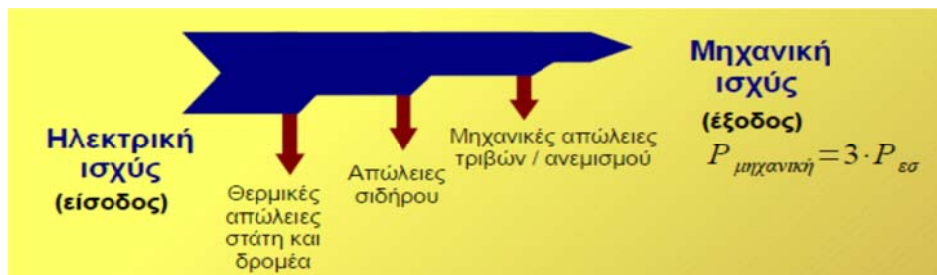 Ηλεκτρική
ισχύς
(είσοδος)
Θερμικές
απώλειες
στάτη και
δρομέα
Απώλειες
σιδήρου
Μηχανικές απώλειες
τριβών / ανεμισμού
Μηχανική
ισχύς
(έξοδος)
P μηχανική = 3 · P εσ